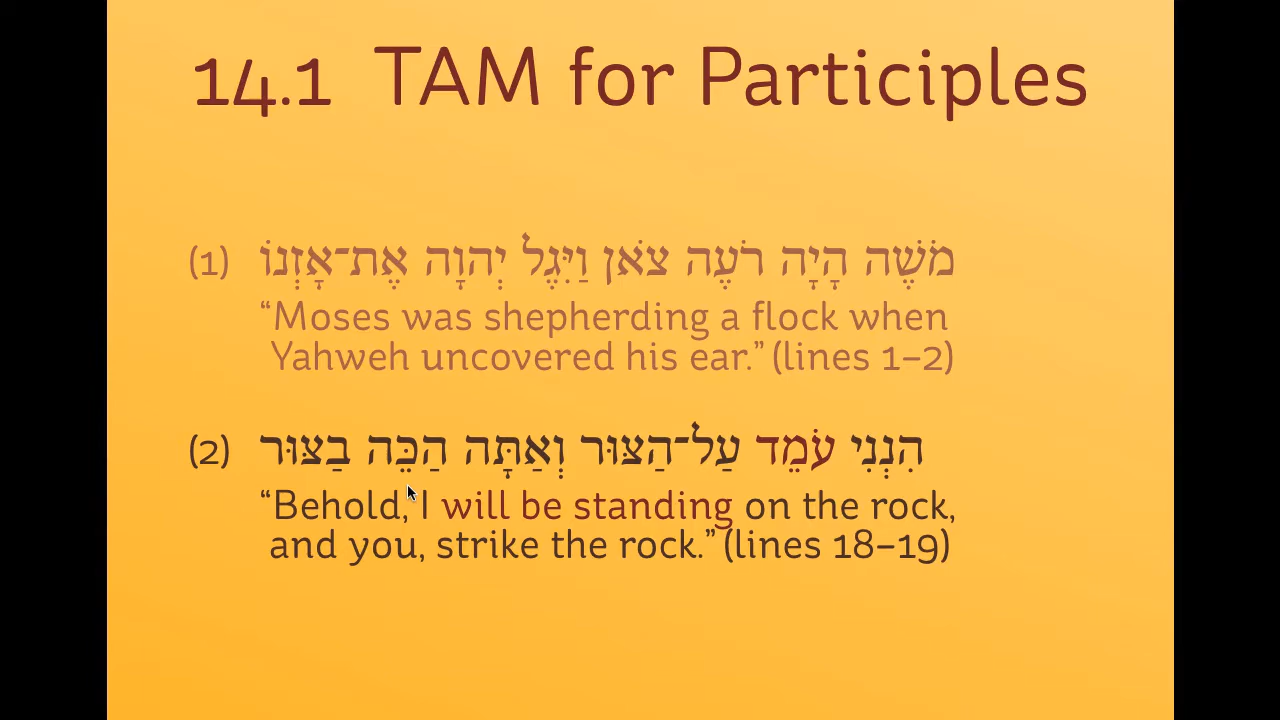 14.1 TAM for Participles
(1) מֹשֶׁה הָיָה רֹעֶה צֹאן וַיִּגֶל יְהוָה אֶת־אָזְנוֹ
“Moses was shepherding a flock when
Yahweh uncovered his ear.” (lines 1–2)
(2) הִנְנִי עֹמֵד עַל־הַצּוּר וְאַתָּה הַכֵּה בַצּוּר
“Behold, I will be standing on the rock,
and you, strike the rock.” (lines 18–19)